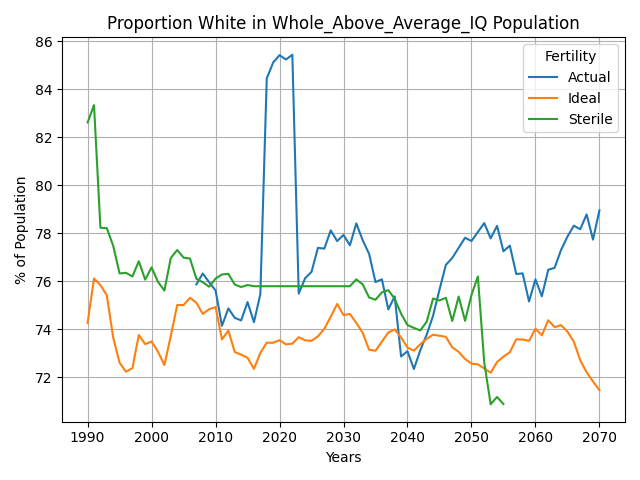 Proportion White in Whole_Above_Average_IQ Population
% of Population
86
84
82
80
78
76
74
72
Fertility
Actual
Ideal
Sterile
1990 2000 2010 2020 2030 2040 2050 2060 2070
Years